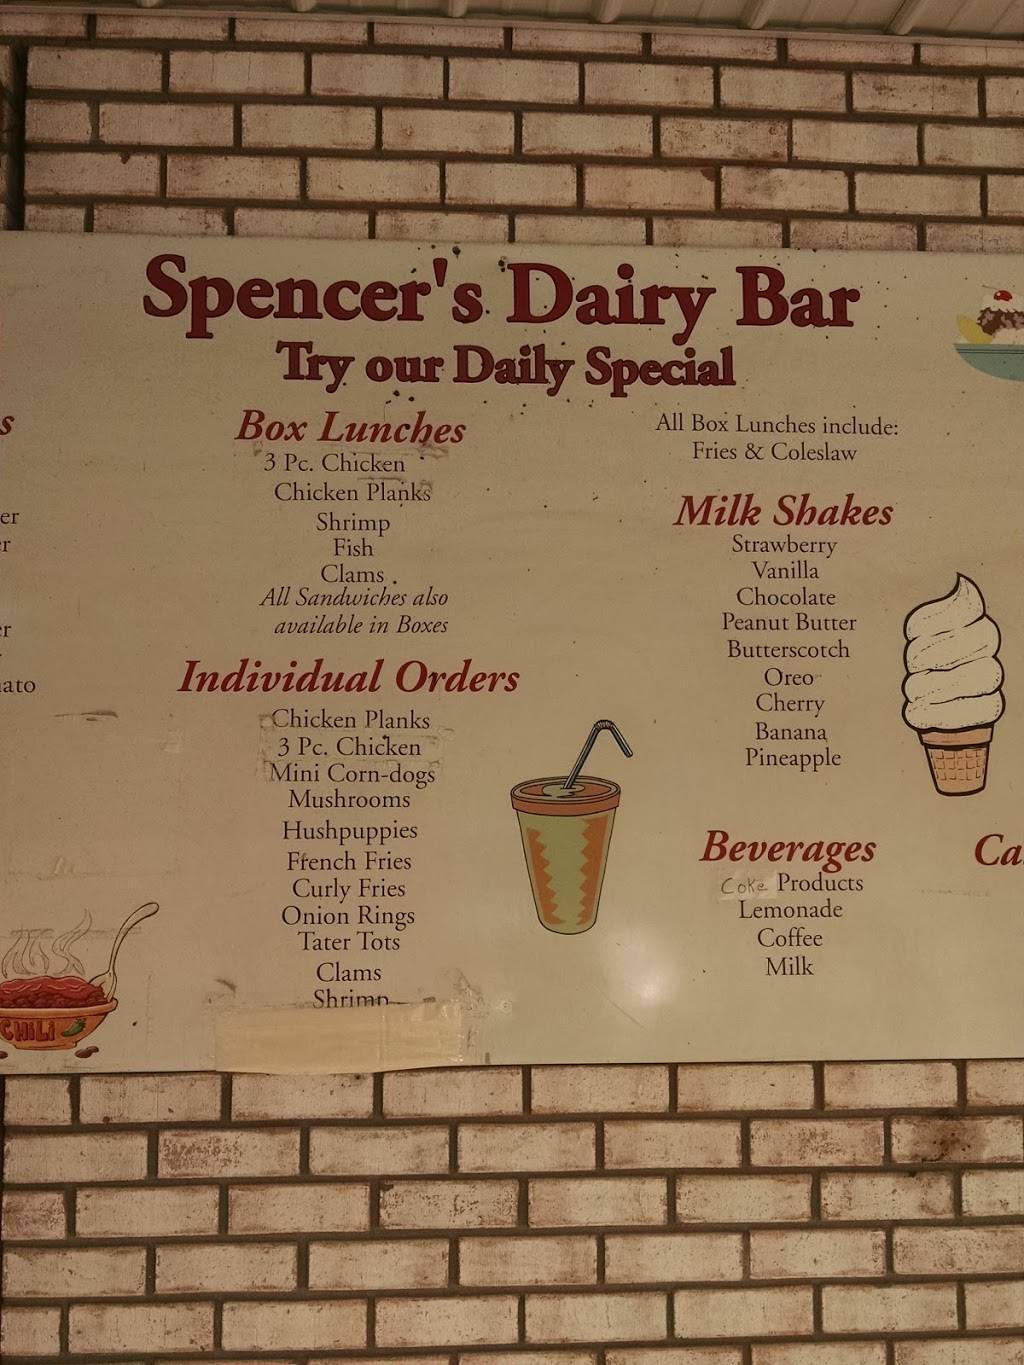 Spencer's Dairy Bar
Try our Daily Special
Box Lunches
3 Pc. Chicken
Chicken Planks
Shrimp
Fish
Clams
All Sandwiches also
available in Boxes
Individual Orders
Chicken Planks
3 Pc. Chicken
Mini Corn-dogs
Mushrooms
Hushpuppies
French Fries
Curly Fries
Onion Rings
Tater Tots
Clams
Shrimp
All Box Lunches include:
Fries & Coleslaw
Milk Shakes
Strawberry
Vanilla
Chocolate
Peanut Butter
Butterscotch
Oreo
Cherry
Banana
Pineapple
Beverages
Coke Products
Lemonade
Coffee
Milk
CHILI